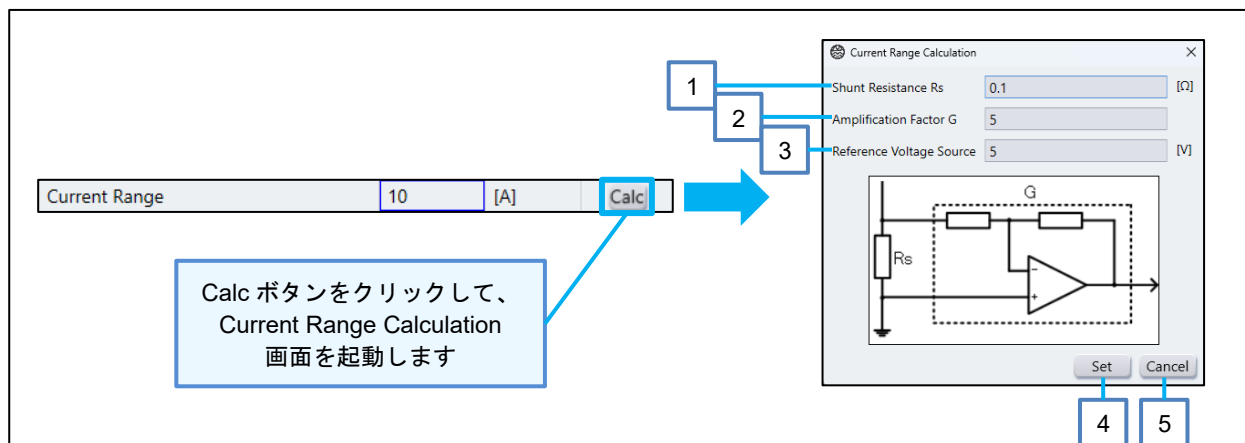 Current Range 10 [A] Calc
Calc ボタンをクリックして、
Current Range Calculation
画面を起動します
Current Range Calculation ×
1 Shunt Resistance Rs 0.1 [Ω]
2 Amplification Factor G 5
3 Reference Voltage Source 5 [V]
G
Rs
-
+
Set Cancel
4 5